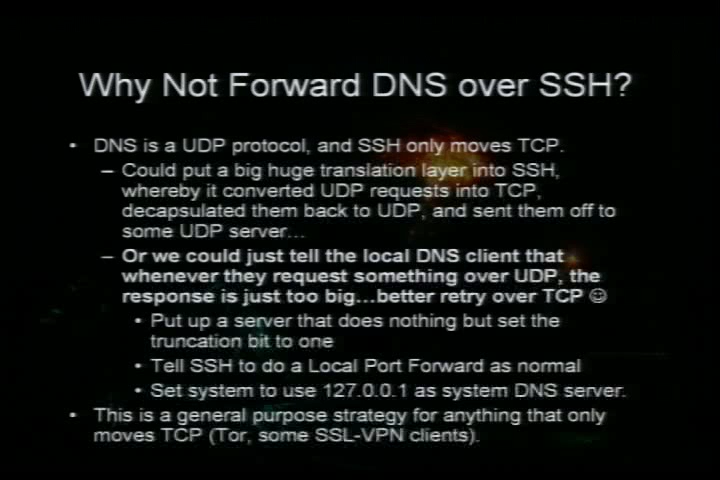 Why Not Forward DNS over SSH?
• DNS is a UDP protocol, and SSH only moves TCP.
– Could put a big huge translation layer into SSH,
whereby it converted UDP requests into TCP,
decapsulated them back to UDP, and sent them off to
some UDP server…
– Or we could just tell the local DNS client that
whenever they request something over UDP, the
response is just too big…better retry over TCP ☺
• Put up a server that does nothing but set the
truncation bit to one
• Tell SSH to do a Local Port Forward as normal
• Set system to use 127.0.0.1 as system DNS server.
• This is a general purpose strategy for anything that only
moves TCP (Tor, some SSL-VPN clients).